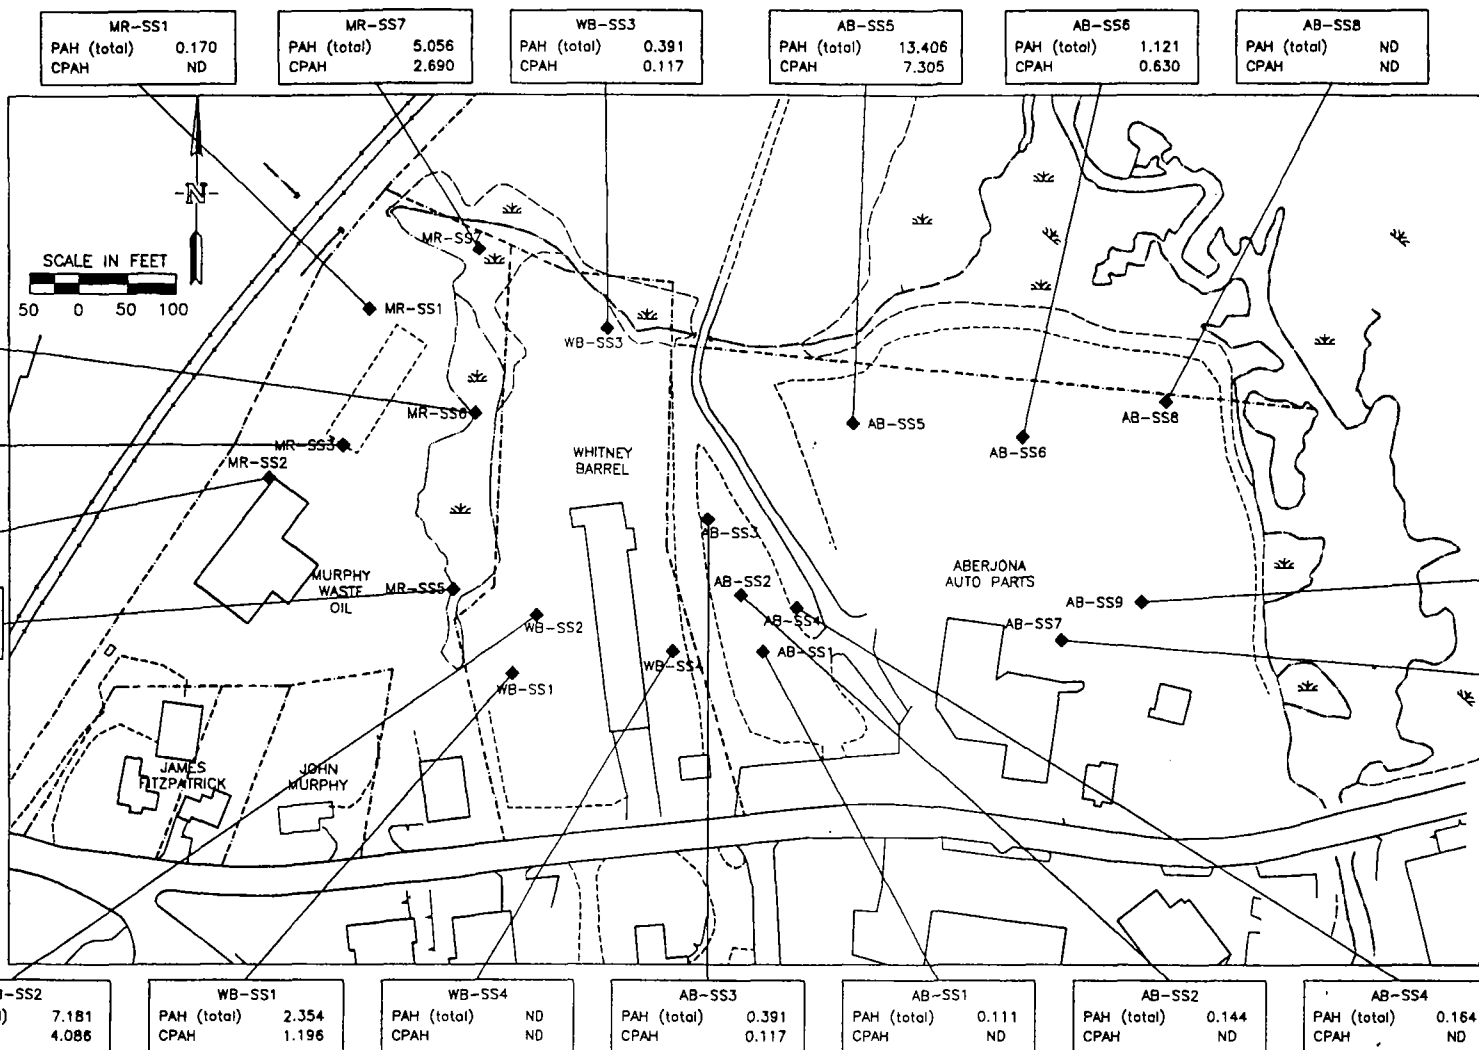 MR-SS1
PAH (total) 0.170
CPAH ND
MR-SS7
PAH (total) 5.056
CPAH 2.690
WB-SS3
PAH (total) 0.391
CPAH 0.117
AB-SS5
PAH (total) 13.406
CPAH 7.305
AB-SS6
PAH (total) 1.121
CPAH 0.630
AB-SS8
PAH (total) ND
CPAH ND
N
SCALE IN FEET
50 0 50 100
MR-SS7
MR-SS1
WB-SS3
MR-SS6
AB-SS5
AB-SS8
MR-SS3
AB-SS6
MR-SS2
WHITNEY
BARREL
AB-SS3
MURPHY
WASTE
OIL
MR-SS5
AB-SS2
ABERJONA
AUTO PARTS
AB-SS9
WB-SS2
AB-SS4
AB-SS7
WB-SS4
AB-SS1
WB-SS1
JAMES
FITZPATRICK
JOHN
MURPHY
-SS2
) 7.181
4.086
WB-SS1
PAH (total) 2.354
CPAH 1.196
WB-SS4
PAH (total) ND
CPAH ND
AB-SS3
PAH (total) 0.391
CPAH 0.117
AB-SS1
PAH (total) 0.111
CPAH ND
AB-SS2
PAH (total) 0.144
CPAH ND
AB-SS4
PAH (total) 0.164
CPAH ND